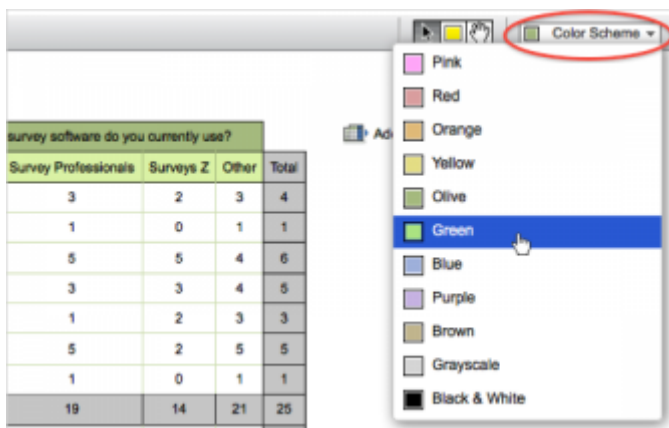 Color Scheme
Pink
Red
Orange
Yellow
Olive
Green
Blue
Purple
Brown
Grayscale
Black & White
survey software do you currently use?
Survey Professionals Surveys Z Other Total
3 2 3 4
1 0 1 1
5 5 4 6
3 3 4 5
1 2 3 3
5 2 5 5
1 0 1 1
19 14 21 25